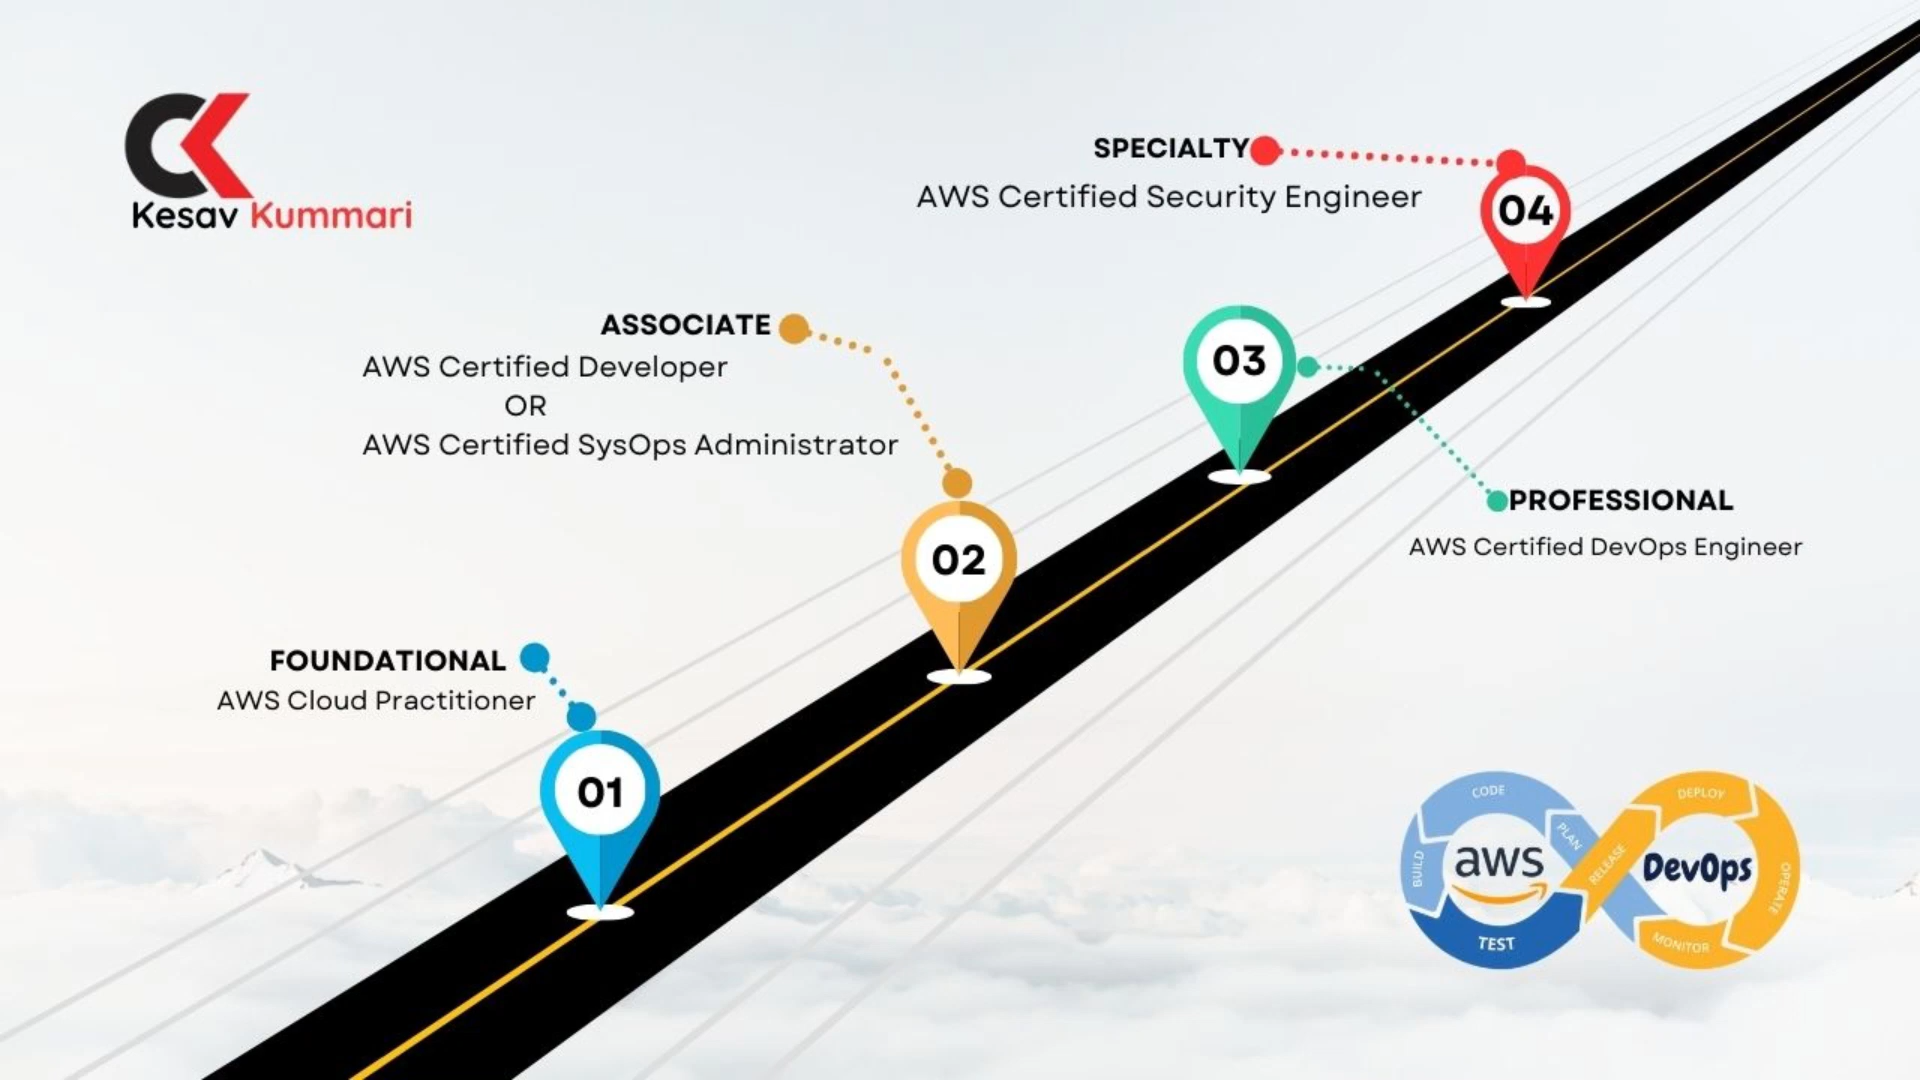 Kesav Kummari
SPECIALTY
AWS Certified Security Engineer
04
ASSOCIATE
AWS Certified Developer
OR
AWS Certified SysOps Administrator
03
02
PROFESSIONAL
AWS Certified DevOps Engineer
FOUNDATIONAL
AWS Cloud Practitioner
01
CODE
PLAN
BUILD
TEST
aws
RELEASE
DEPLOY
DevOps
OPERATE
MONITOR